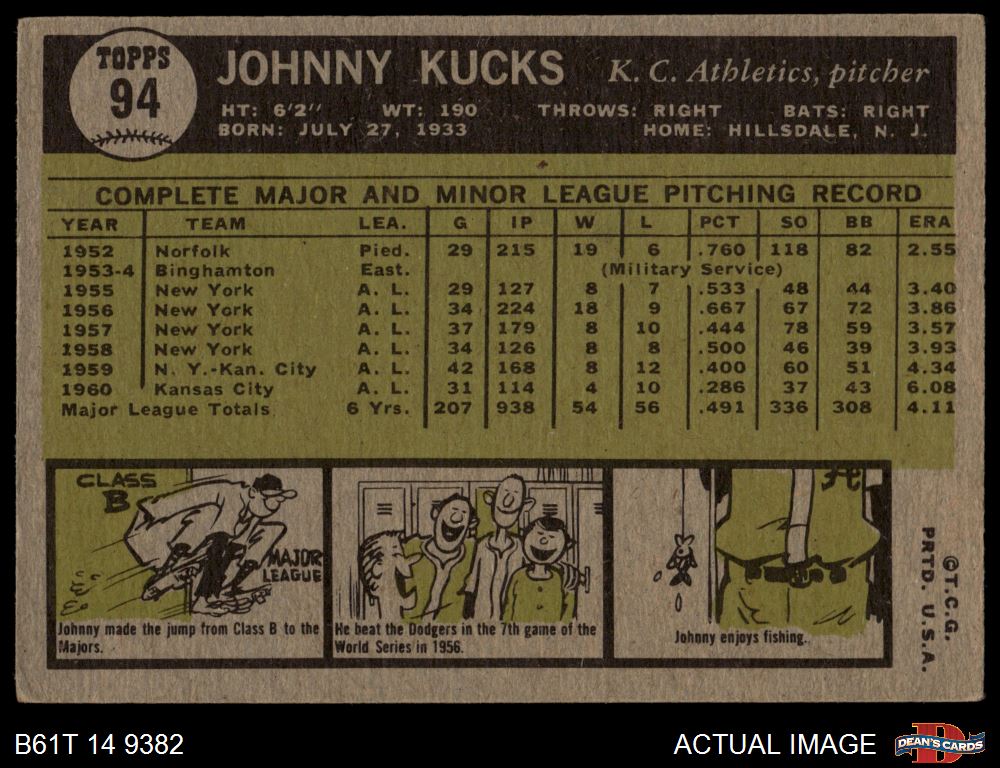 TOPPS
94
JOHNNY KUCKS K. C. Athletics, pitcher
HT: 6'2" WT: 190 THROWS: RIGHT BATS: RIGHT
BORN: JULY 27, 1933 HOME: HILLSDALE, N. J.
COMPLETE MAJOR AND MINOR LEAGUE PITCHING RECORD
YEAR TEAM LEA. G IP W L PCT SO BB ERA
1952 Norfolk Pied. 29 215 19 6 .760 118 82 2.55
1953-4 Binghamton East. (Military Service)
1955 New York A. L. 29 127 8 7 .533 48 44 3.40
1956 New York A. L. 34 224 18 9 .667 67 72 3.86
1957 New York A. L. 37 179 8 10 .444 78 59 3.57
1958 New York A. L. 34 126 8 8 .500 46 39 3.93
1959 N. Y.-Kan. City A. L. 42 168 8 12 .400 60 51 4.34
1960 Kansas City A. L. 31 114 4 10 .286 37 43 6.08
Major League Totals 6 Yrs. 207 938 54 56 .491 336 308 4.11
CLASS
B
MAJOR
LEAGUE
Johnny made the jump from Class B to the
Majors.
He beat the Dodgers in the 7th game of the
World Series in 1956.
A
Johnny enjoys fishing.
©T.C.G.
PRTD. U.S.A.
B61T 14 9382
ACTUAL IMAGE
D
DEAN'S CARDS